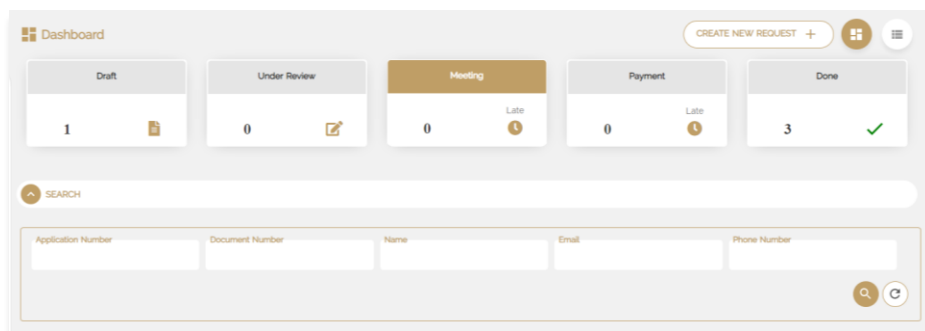 Dashboard
CREATE NEW REQUEST +
Draft
Under Review
Meeting
Payment
Done
Late
Late
1
0
0
0
3
SEARCH
Application Number
Document Number
Name
Email
Phone Number